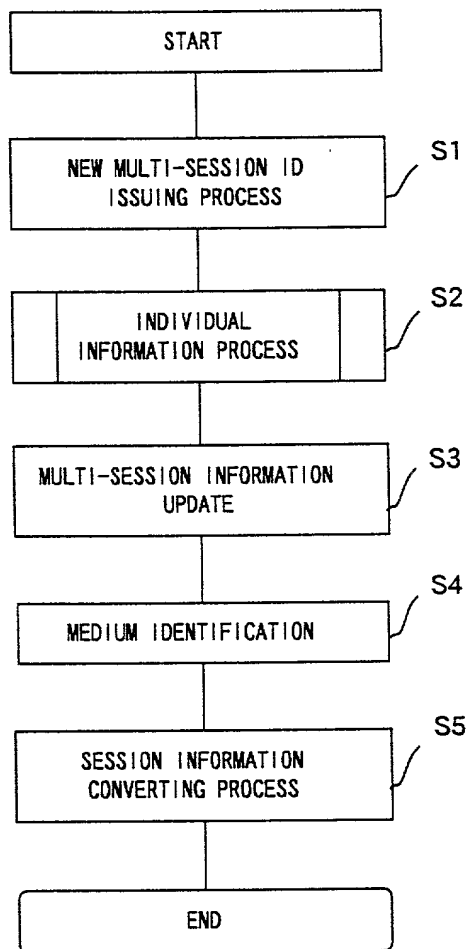 START
NEW MULTI-SESSION ID
ISSUING PROCESS
S1
INDIVIDUAL
INFORMATION PROCESS
S2
MULTI-SESSION INFORMATION
UPDATE
S3
MEDIUM IDENTIFICATION
S4
SESSION INFORMATION
CONVERTING PROCESS
S5
END